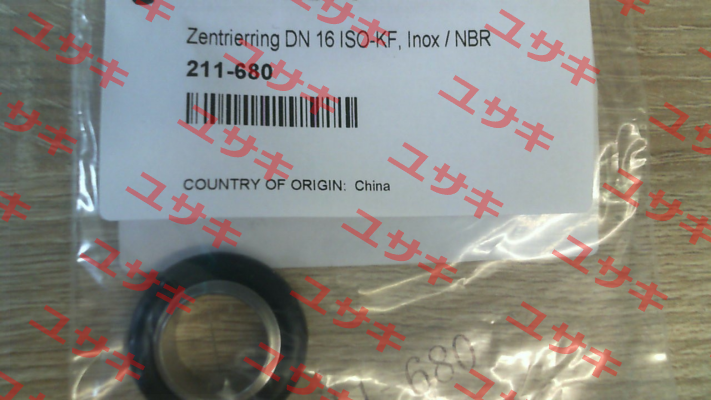 Zentrierring DN 16 ISO-KF, Inox / NBR
211-680
COUNTRY OF ORIGIN: China
680
ユサキ